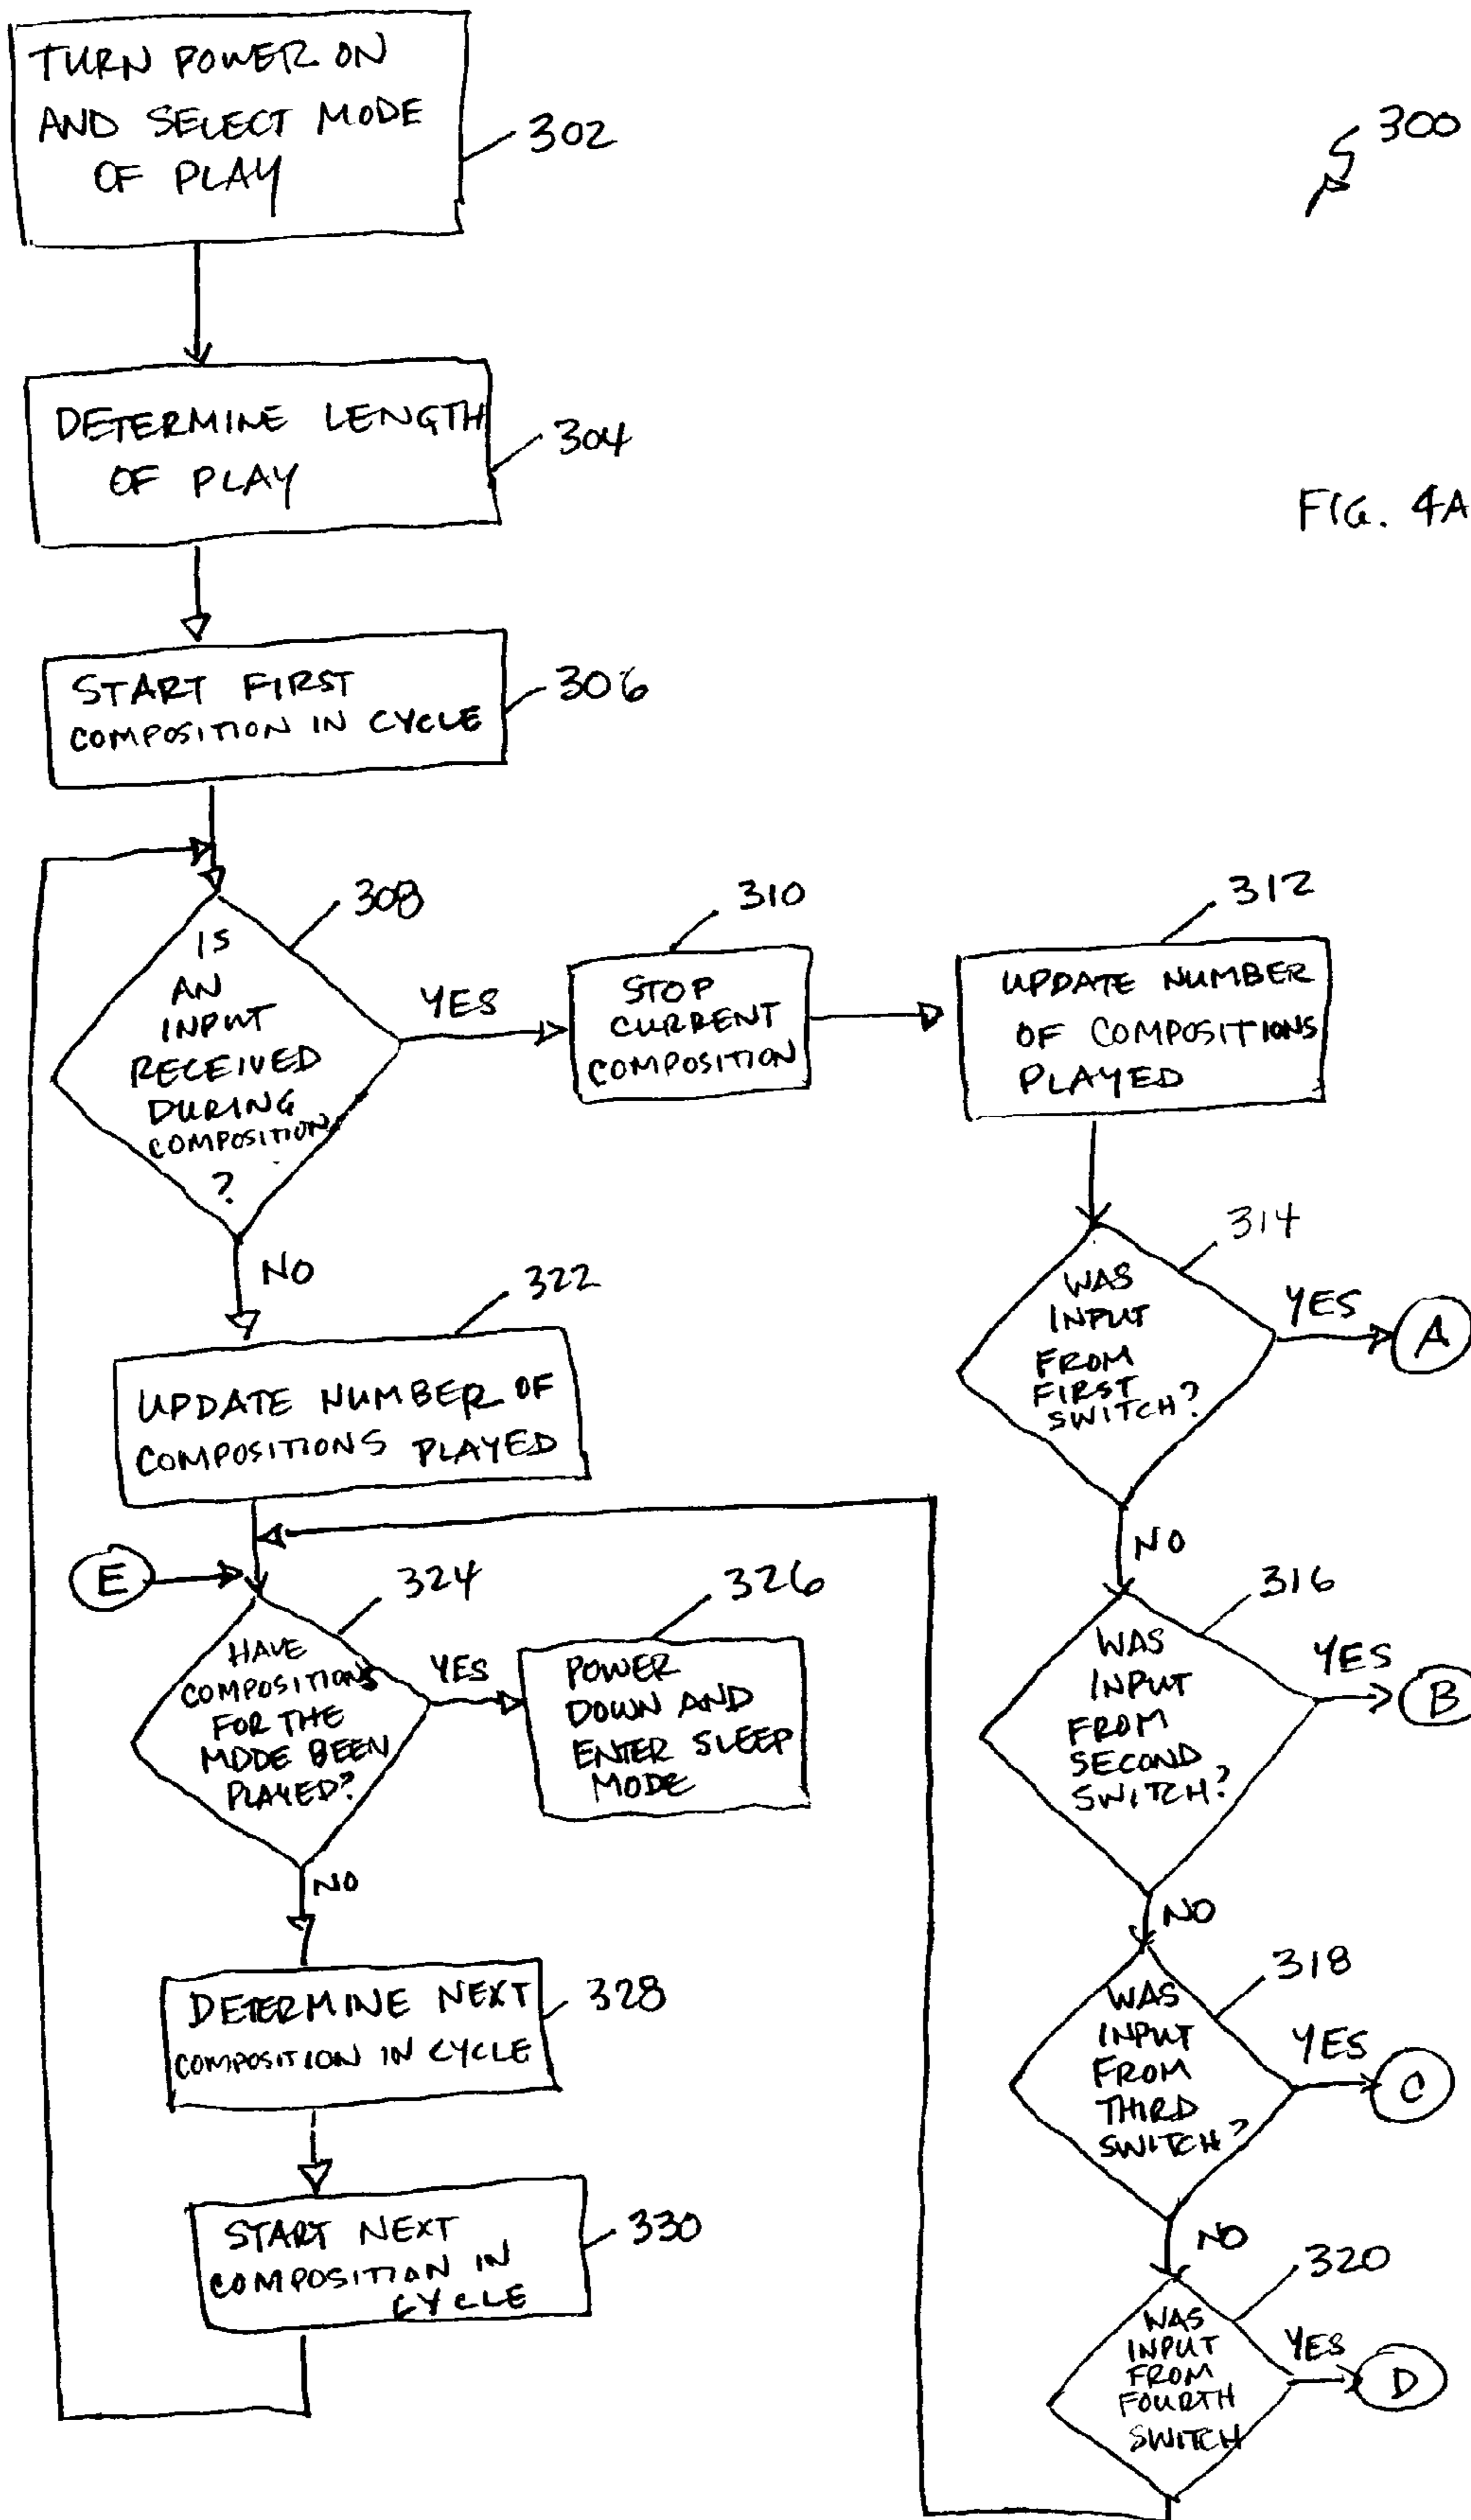 TURN POWER ON
AND SELECT MODE
OF PLAY
302
300
DETERMINE LENGTH
OF PLAY
304
FIG. 4A
START FIRST
COMPOSITION IN CYCLE
306
IS
AN
INPUT
RECEIVED
DURING
COMPOSITION
?
308
YES
NO
310
STOP
CURRENT
COMPOSITION
312
UPDATE NUMBER
OF COMPOSITIONS
PLAYED
314
WAS
INPUT
FROM
FIRST
SWITCH?
YES
A
NO
322
UPDATE NUMBER OF
COMPOSITIONS PLAYED
E
324
HAVE
COMPOSITIONS
FOR THE
MODE BEEN
PLAYED?
YES
NO
326
POWER
DOWN AND
ENTER SLEEP
MODE
316
WAS
INPUT
FROM
SECOND
SWITCH?
YES
B
NO
DETERMINE NEXT
COMPOSITION IN CYCLE
328
318
WAS
INPUT
FROM
THIRD
SWITCH?
YES
C
NO
START NEXT
COMPOSITION IN
CYCLE
330
320
WAS
INPUT
FROM
FOURTH
SWITCH
YES
D